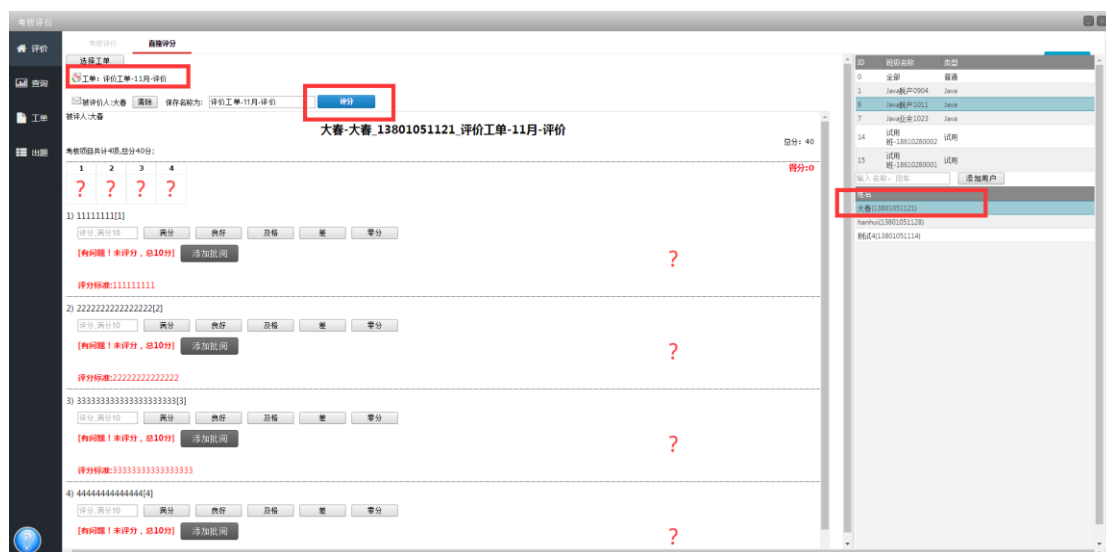 考核评价
评价
查询
工单
出题
考核评价 直接评分
选择工单
工单：评价工单-11月-评价
被评价人:大春 清除 保存名称为: 评价工单-11月-评价 评分
被评人:大春
大春-大春_13801051121_评价工单-11月-评价
总分: 40
考核项目共计4项,总分40分;
得分:0
1 2 3 4
? ? ? ?
1) 11111111[1]
评分,满分10 满分 良好 及格 差 零分
[有问题！未评分，总10分] 添加批阅
?
评分标准:111111111
2) 2222222222222222[2]
评分,满分10 满分 良好 及格 差 零分
[有问题！未评分，总10分] 添加批阅
?
评分标准:22222222222222
3) 33333333333333333333[3]
评分,满分10 满分 良好 及格 差 零分
[有问题！未评分，总10分] 添加批阅
?
评分标准:33333333333333333
4) 44444444444444[4]
评分,满分10 满分 良好 及格 差 零分
[有问题！未评分，总10分] 添加批阅
?
ID 班级名称 类型
0 全部 普通
1 Java脱产0904 Java
6 Java脱产1011 Java
7 Java业余1023 Java
14 试用班-18610280002 试用
15 试用班-18610280001 试用
输入 名称，回车 添加用户
姓名
大春(13801051121)
hanhui(13801051128)
测试4(13801051114)